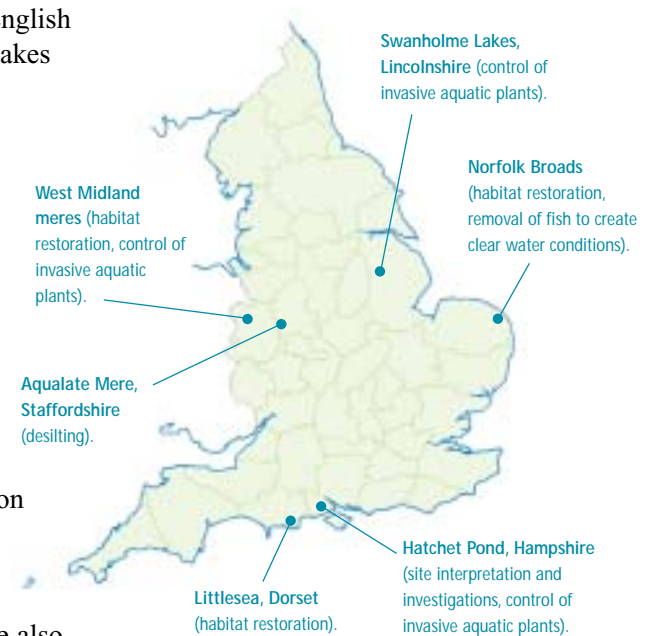 nglish
akes
Swanholme Lakes,
Lincolnshire (control of
invasive aquatic plants).
Norfolk Broads
(habitat restoration,
removal of fish to create
clear water conditions).
West Midland
meres (habitat
restoration, control of
invasive aquatic
plants).
Aqualate Mere,
Staffordshire
(desilting).
on
Hatchet Pond, Hampshire
(site interpretation and
investigations, control of
invasive aquatic plants).
Littlesea, Dorset
(habitat restoration).
e also